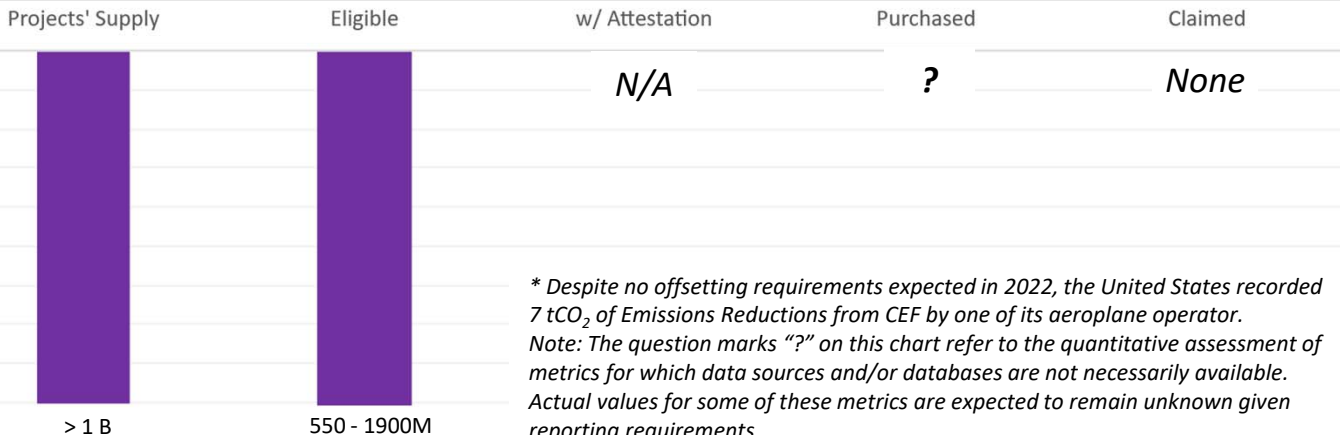 Projects' Supply Eligible w/ Attestation Purchased Claimed
N/A ? None
* Despite no offsetting requirements expected in 2022, the United States recorded
7 tCO₂ of Emissions Reductions from CEF by one of its aeroplane operator.
Note: The question marks “?” on this chart refer to the quantitative assessment of
metrics for which data sources and/or databases are not necessarily available.
Actual values for some of these metrics are expected to remain unknown given
reporting requirements
> 1 B 550 - 1900M